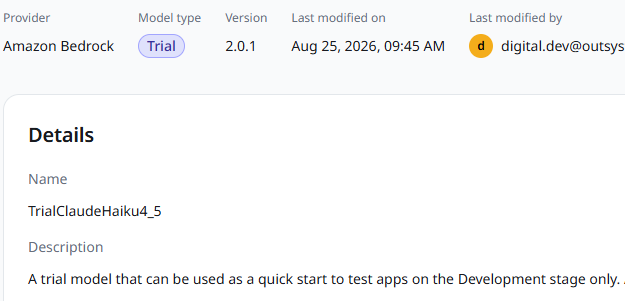 Provider Model type Version Last modified on Last modified by
Amazon Bedrock Trial 2.0.1 Aug 25, 2026, 09:45 AM d digital.dev@outsys
Details
Name
TrialClaudeHaiku4_5
Description
A trial model that can be used as a quick start to test apps on the Development stage only.